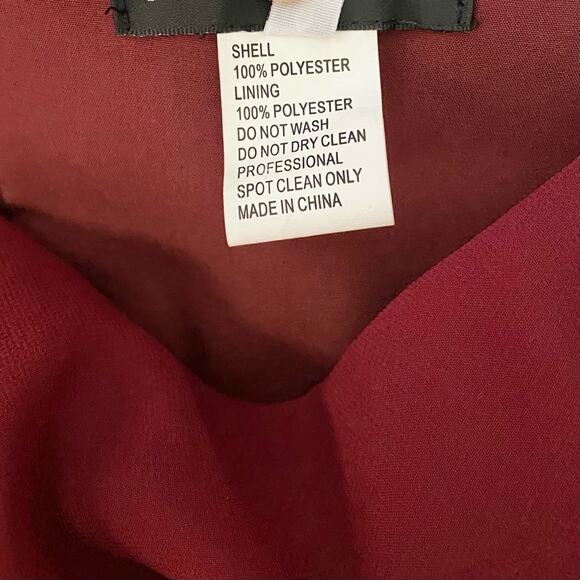 SHELL
100% POLYESTER
LINING
100% POLYESTER
DO NOT WASH
DO NOT DRY CLEAN
PROFESSIONAL
SPOT CLEAN ONLY
MADE IN CHINA